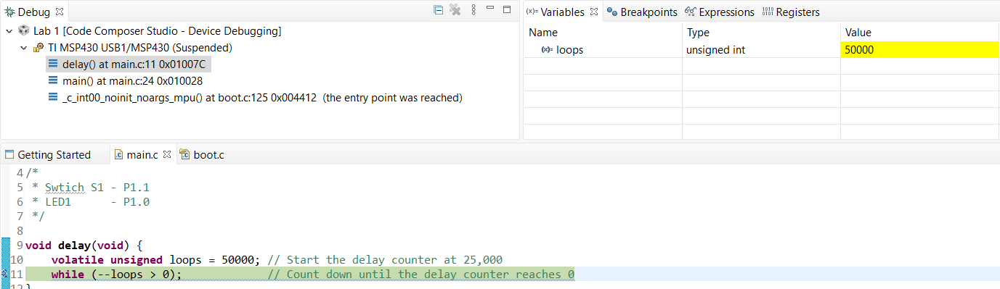 Debug
Lab 1 [Code Composer Studio - Device Debugging]
TI MSP430 USB1/MSP430 (Suspended)
delay() at main.c:11 0x01007C
main() at main.c:24 0x010028
_c_int00_noinit_noargs_mpu() at boot.c:125 0x004412  (the entry point was reached)
(x)= Variables Breakpoints Expressions 1010 0101 Registers
Name Type Value
(x)= loops unsigned int 50000
Getting Started main.c boot.c
4 /*
5  * Swtich S1 - P1.1
6  * LED1      - P1.0
7  */
8
9 void delay(void) {
10     volatile unsigned loops = 50000; // Start the delay counter at 25,000
11     while (--loops > 0);             // Count down until the delay counter reaches 0
12 }